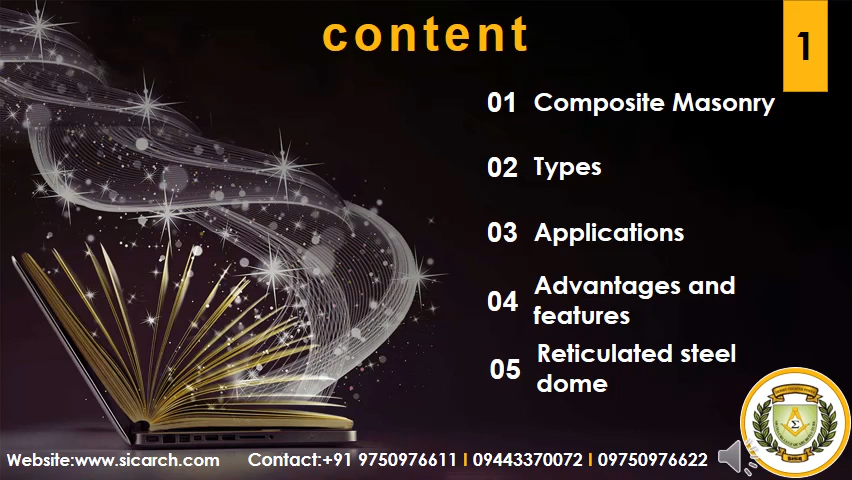 content
1
01 Composite Masonry
02 Types
03 Applications
04 Advantages and
features
05 Reticulated steel
dome
Website:www.sicarch.com Contact:+91 9750976611 I 09443370072 I 09750976622
Σ